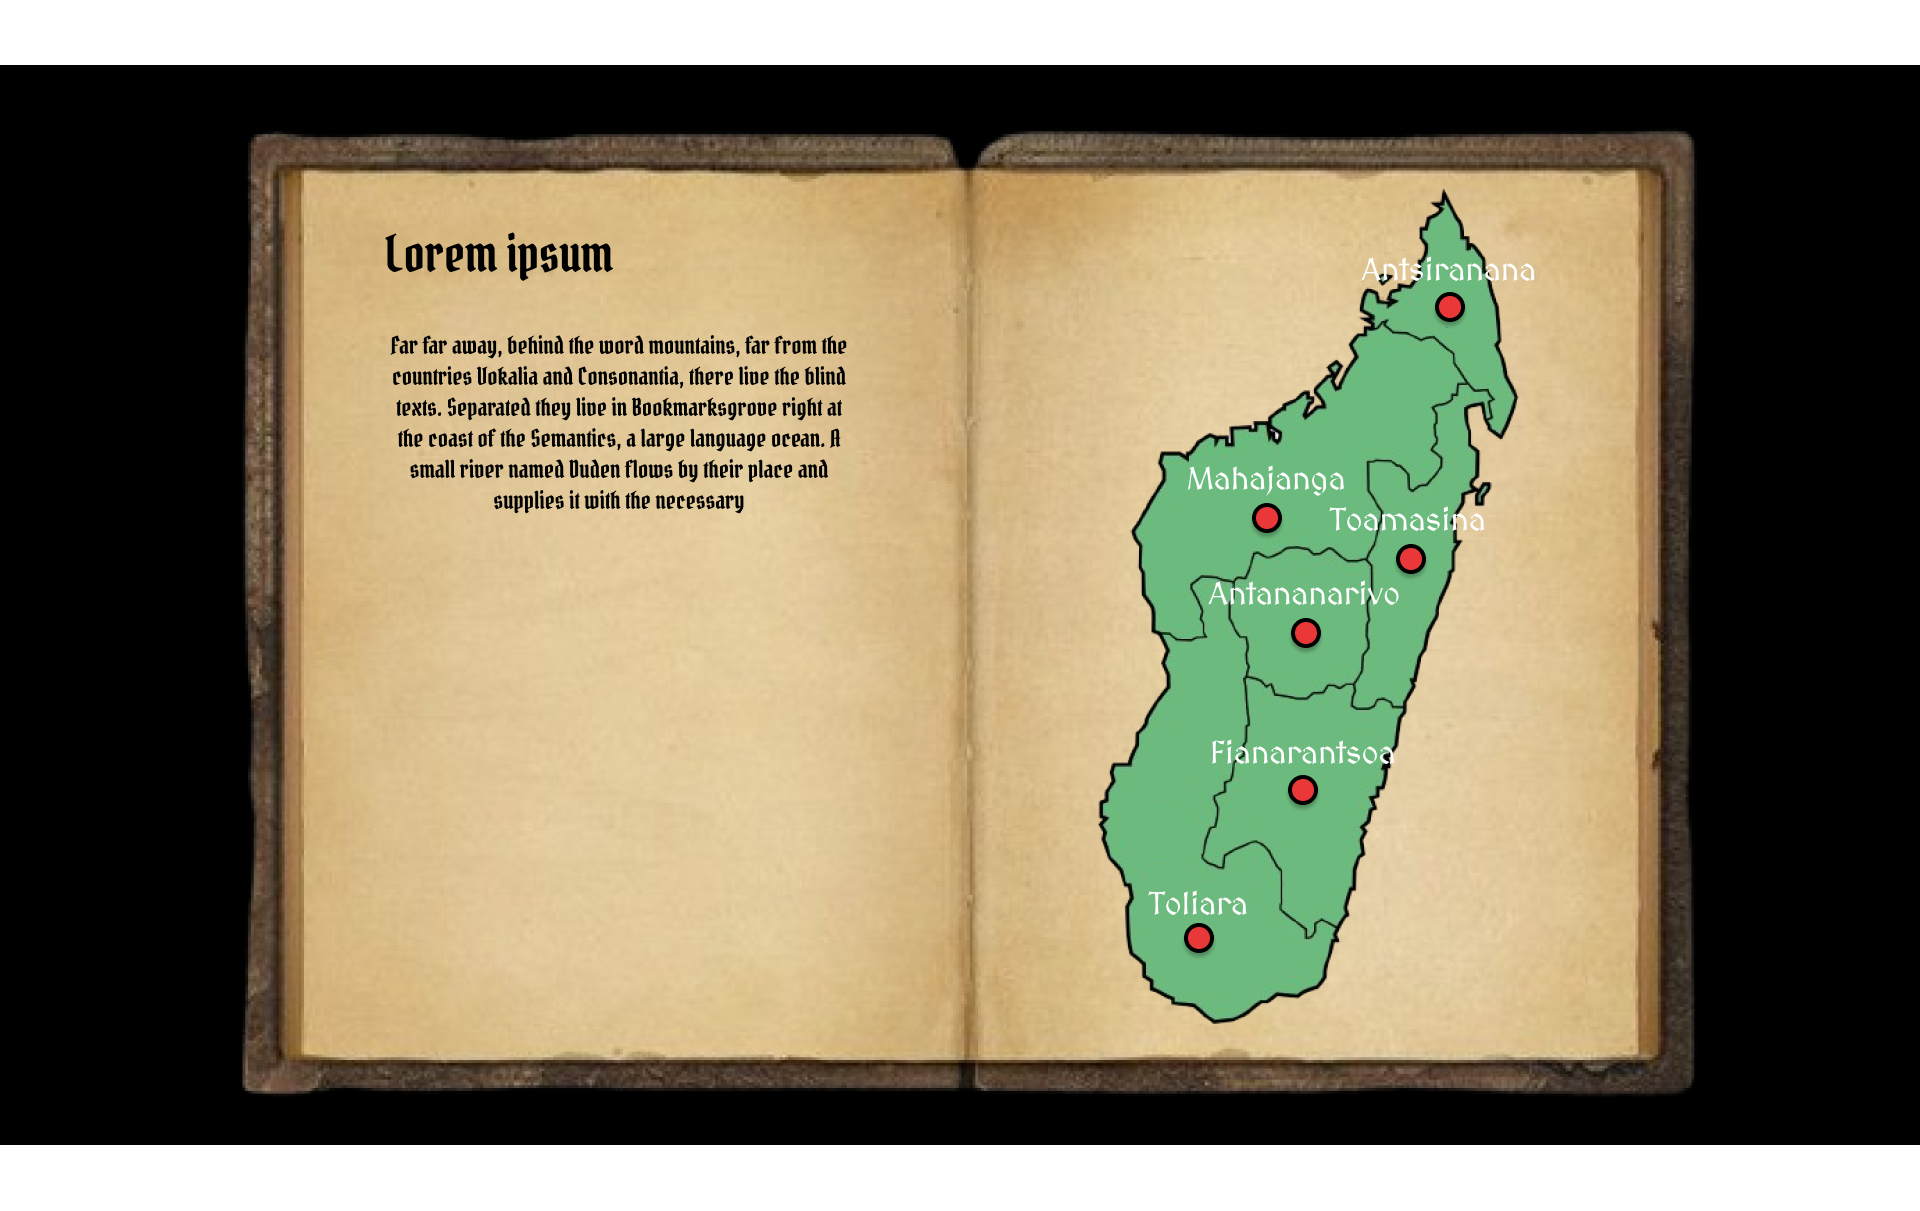 Lorem ipsum
Far far away, behind the word mountains, far from the
countries Vokalia and Consonantia, there live the blind
texts. Separated they live in Bookmarksgrove right at
the coast of the Semantics, a large language ocean. A
small river named Duden flows by their place and
supplies it with the necessary
Antsiranana
Mahajanga
Toamasina
Antananarivo
Fianarantsoa
Toliara